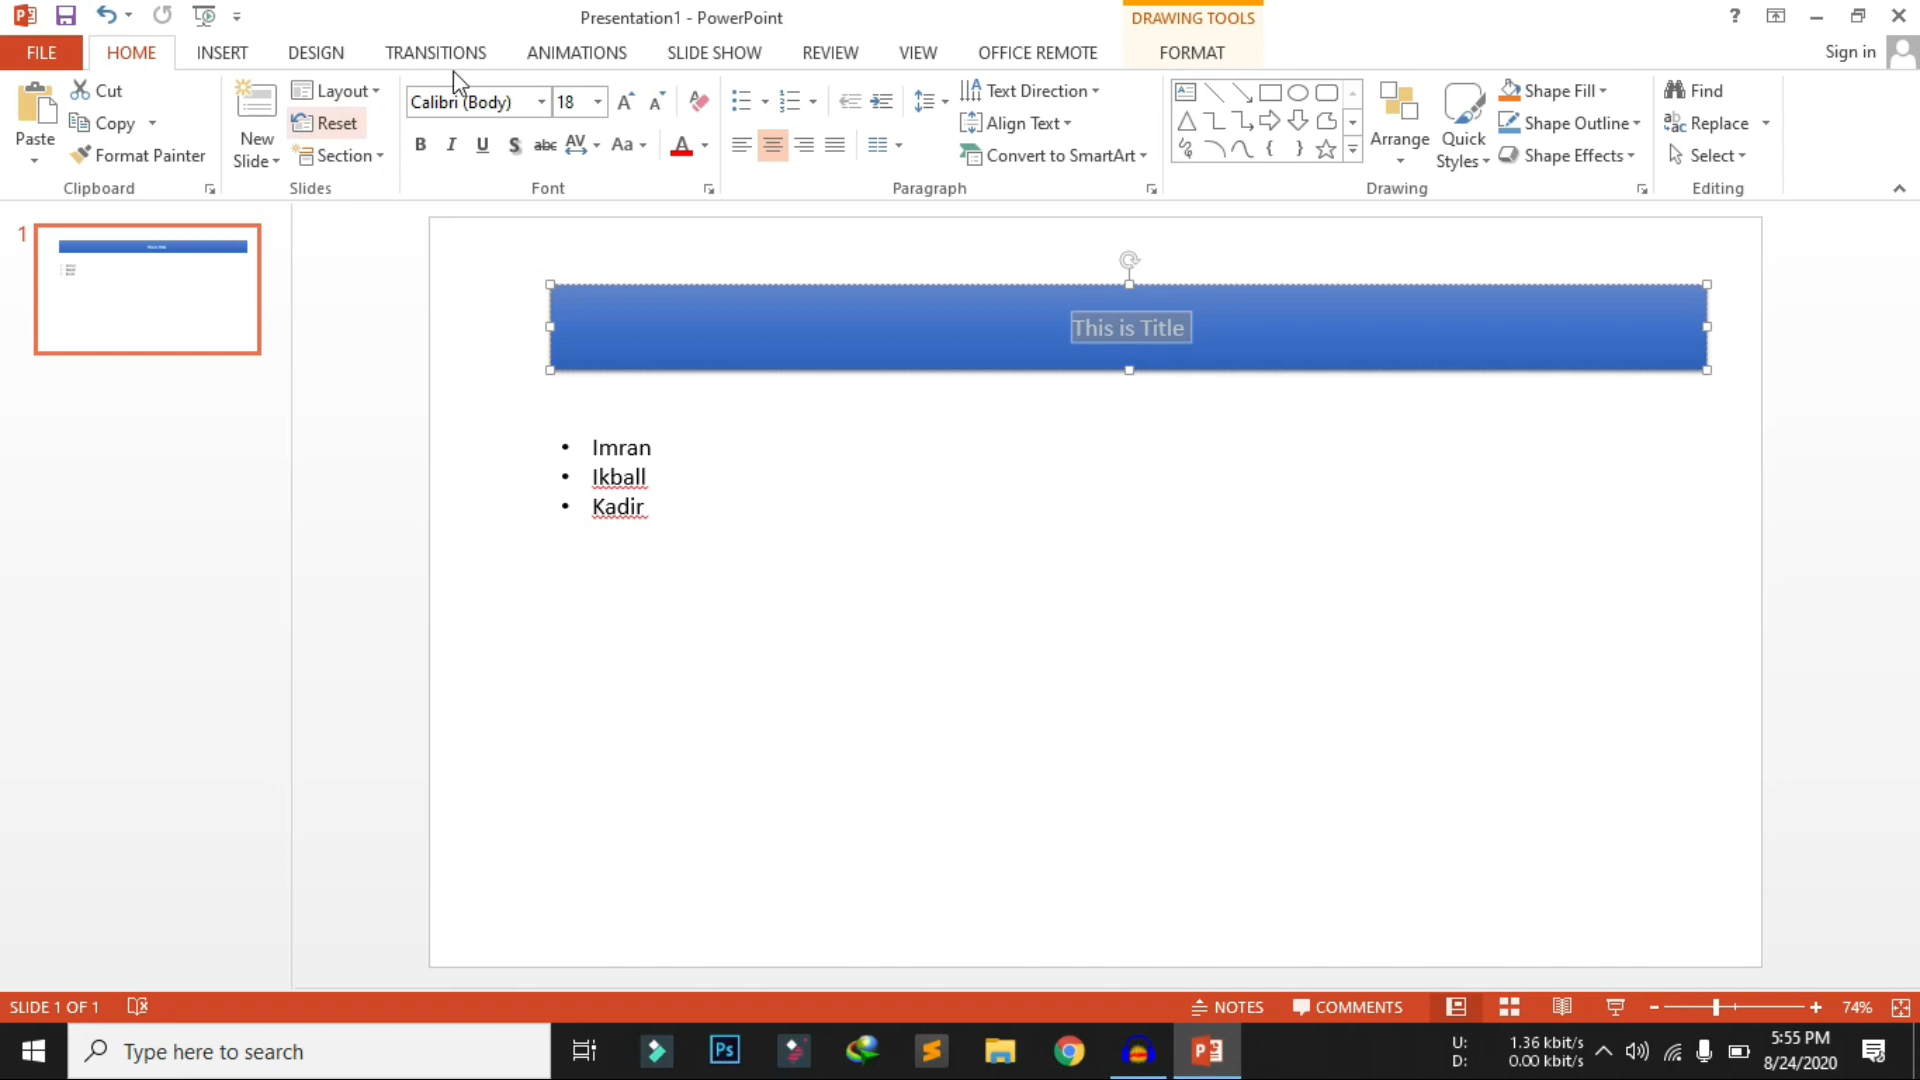 Presentation1 - PowerPoint
DRAWING TOOLS
?
FILE
HOME
INSERT
DESIGN
TRANSITIONS
ANIMATIONS
SLIDE SHOW
REVIEW
VIEW
OFFICE REMOTE
FORMAT
Sign in
Paste
Cut
Copy
Format Painter
Clipboard
New Slide
Layout
Reset
Section
Slides
Calibri (Body)
18
B I U S abc AV Aa A
Font
Text Direction
Align Text
Convert to SmartArt
Paragraph
Arrange
Quick Styles
Shape Fill
Shape Outline
Shape Effects
Drawing
Find
Replace
Select
Editing
1
This is Title
• Imran
• Ikball
• Kadir
SLIDE 1 OF 1
NOTES
COMMENTS
74%
Type here to search
Ps
U: 1.36 kbit/s
D: 0.00 kbit/s
5:55 PM
8/24/2020